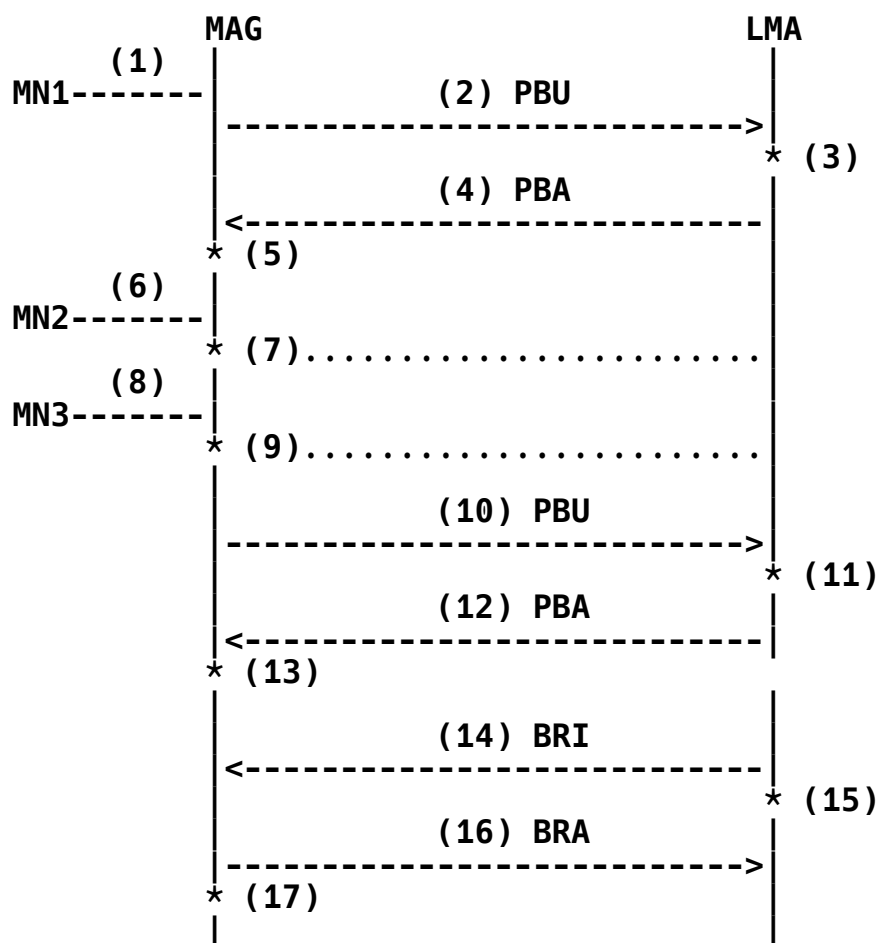 MAG LMA
(1)
MN1------- (2) PBU
---------------------------->
* (3)
(4) PBA
<----------------------------
* (5)
(6)
MN2-------
* (7)........................
(8)
MN3-------
* (9)........................
(10) PBU
---------------------------->
* (11)
(12) PBA
<----------------------------
* (13)
(14) BRI
<----------------------------
* (15)
(16) BRA
---------------------------->
* (17)